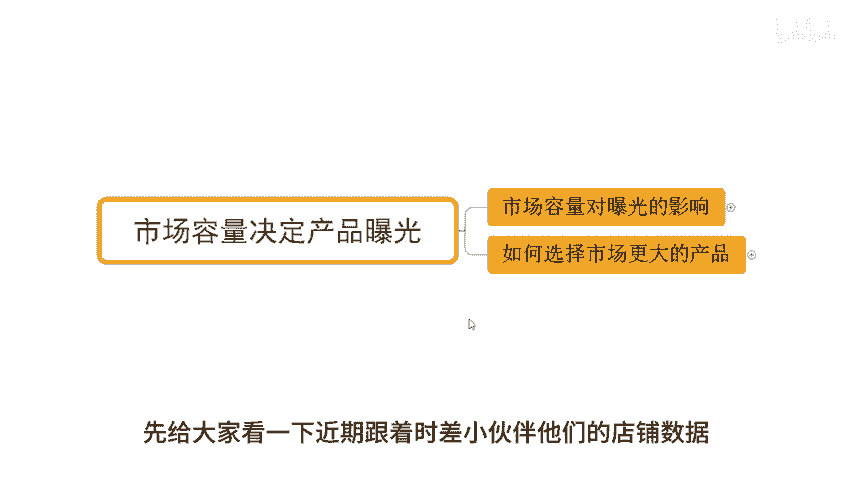 市场容量决定产品曝光
市场容量对曝光的影响
如何选择市场更大的产品
先给大家看一下近期跟着时差小伙伴他们的店铺数据